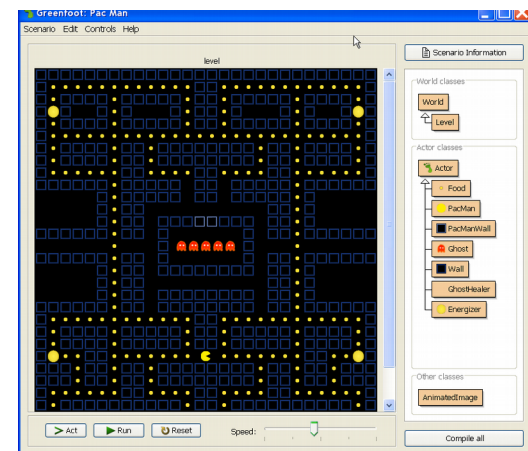 Greenfoot: Pac Man
Scenario Edit Controls Help
level
Scenario Information
World classes
World
Level
Actor classes
Actor
Food
PacMan
PacManWall
Ghost
Wall
GhostHealer
Energizer
Other classes
AnimatedImage
> Act
Run
Reset
Speed:
Compile all